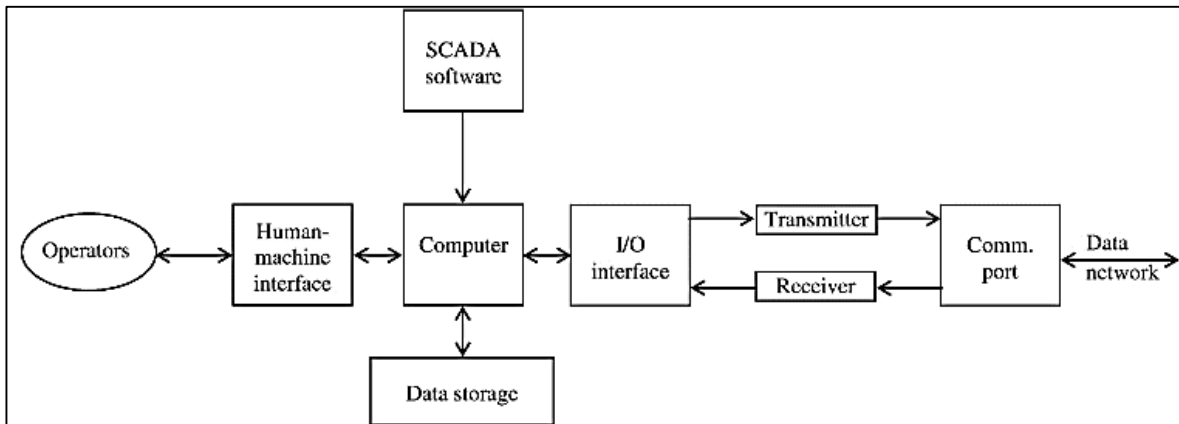 SCADA
software
Operators
Human-
machine
interface
Computer
I/O
interface
Transmitter
Receiver
Comm.
port
Data
network
Data storage